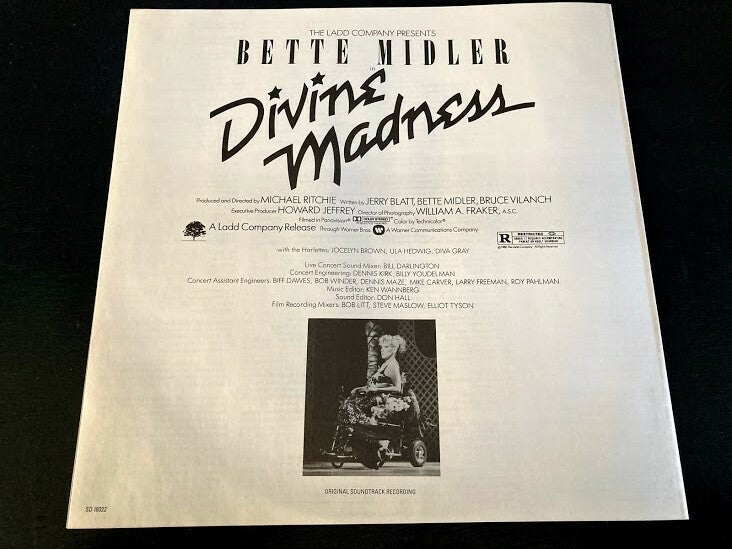 THE LADD COMPANY PRESENTS
BETTE MIDLER
in
Divine
Madness
Produced and Directed by MICHAEL RITCHIE Written by JERRY BLATT, BETTE MIDLER, BRUCE VILANCH
Executive Producer HOWARD JEFFREY Director of Photography WILLIAM A. FRAKER, A.S.C.
Filmed in Panavision® DOLBY STEREO Color by Technicolor®
A Ladd Company Release Through Warner Bros. A Warner Communications Company
R RESTRICTED
with the Harlettes: JOCELYN BROWN, ULA HEDWIG, DIVA GRAY
Live Concert Sound Mixer: BILL DARLINGTON
Concert Engineering: DENNIS KIRK, BILLY YOUDELMAN
Concert Assistant Engineers: BIFF DAWES, BOB WINDER, DENNIS MAZE, MIKE CARVER, LARRY FREEMAN, ROY PAHLMAN
Music Editor: KEN WANNBERG
Sound Editor: DON HALL
Film Recording Mixers: BOB LITT, STEVE MASLOW, ELLIOT TYSON
ORIGINAL SOUNDTRACK RECORDING
SD 16022